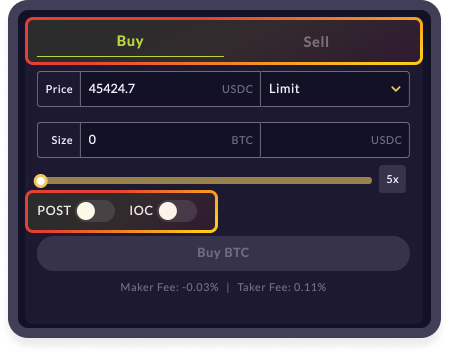 Buy Sell
Price 45424.7 USDC Limit
Size 0 BTC USDC
5x
POST IOC
Buy BTC
Maker Fee: -0.03% | Taker Fee: 0.11%